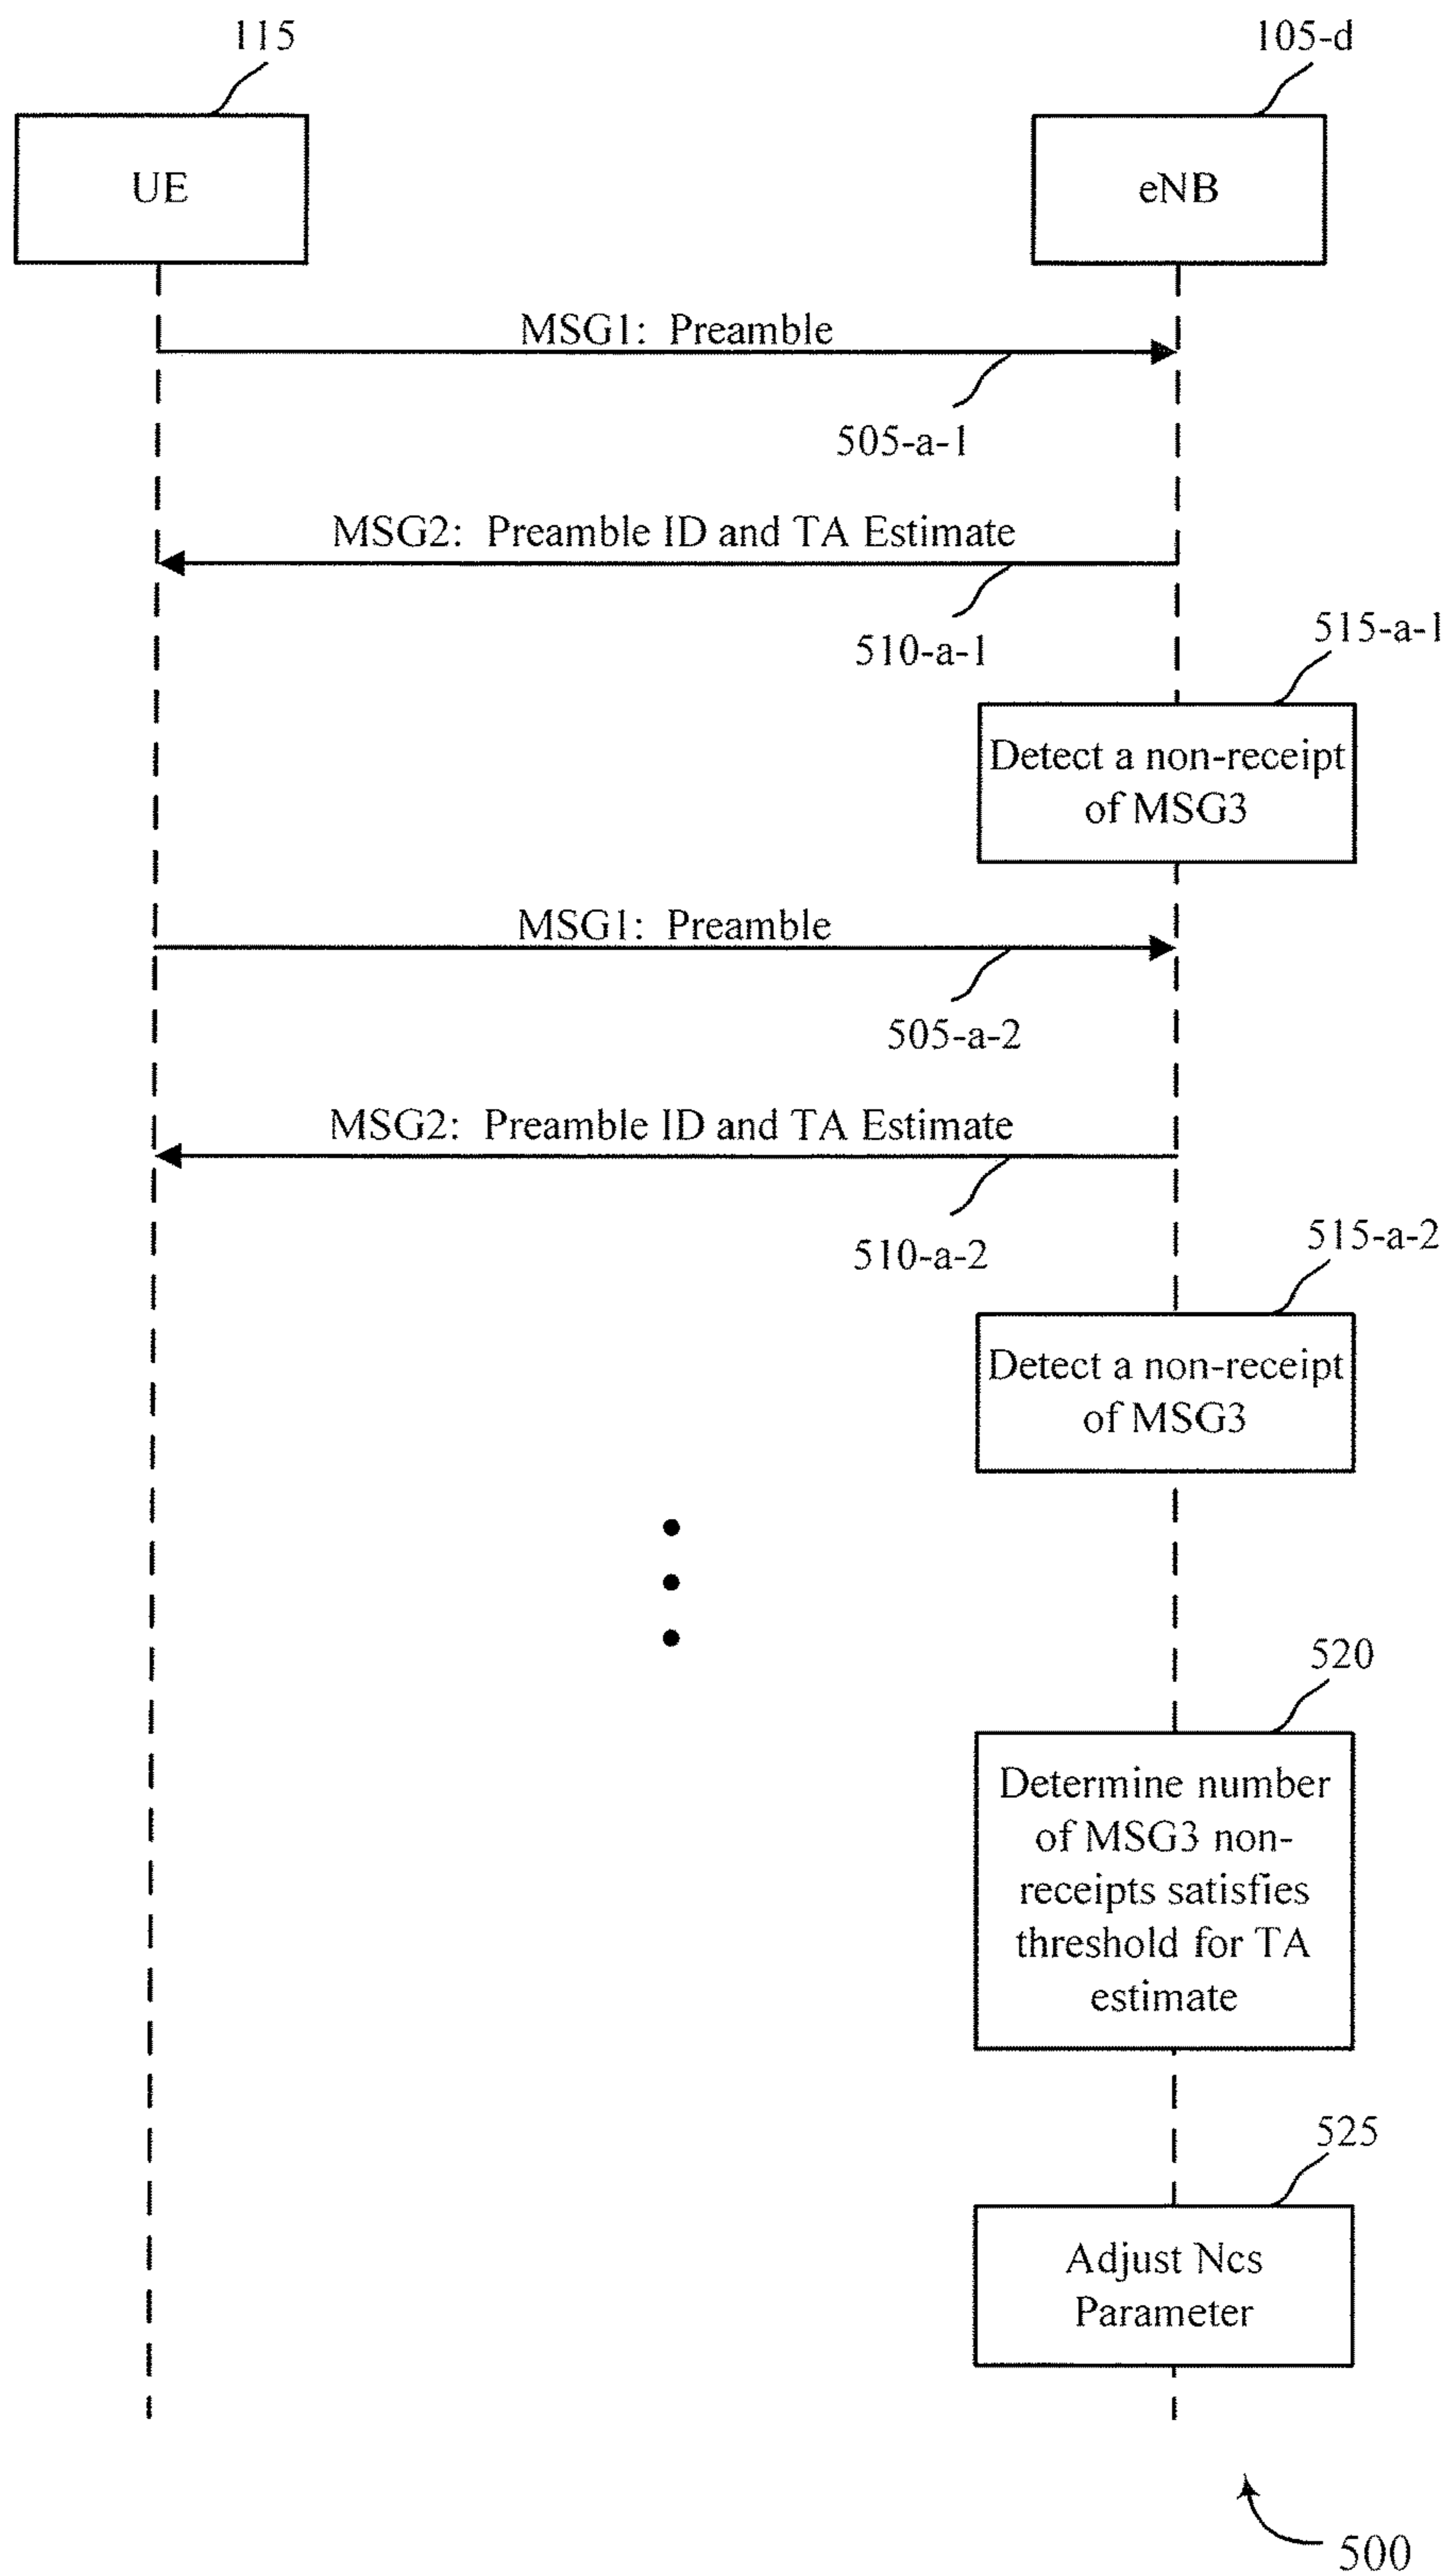 115
105-d
UE
eNB
MSG1: Preamble
505-a-1
MSG2: Preamble ID and TA Estimate
510-a-1
515-a-1
Detect a non-receipt
of MSG3
MSG1: Preamble
505-a-2
MSG2: Preamble ID and TA Estimate
510-a-2
515-a-2
Detect a non-receipt
of MSG3
520
Determine number
of MSG3 non-
receipts satisfies
threshold for TA
estimate
525
Adjust Ncs
Parameter
500